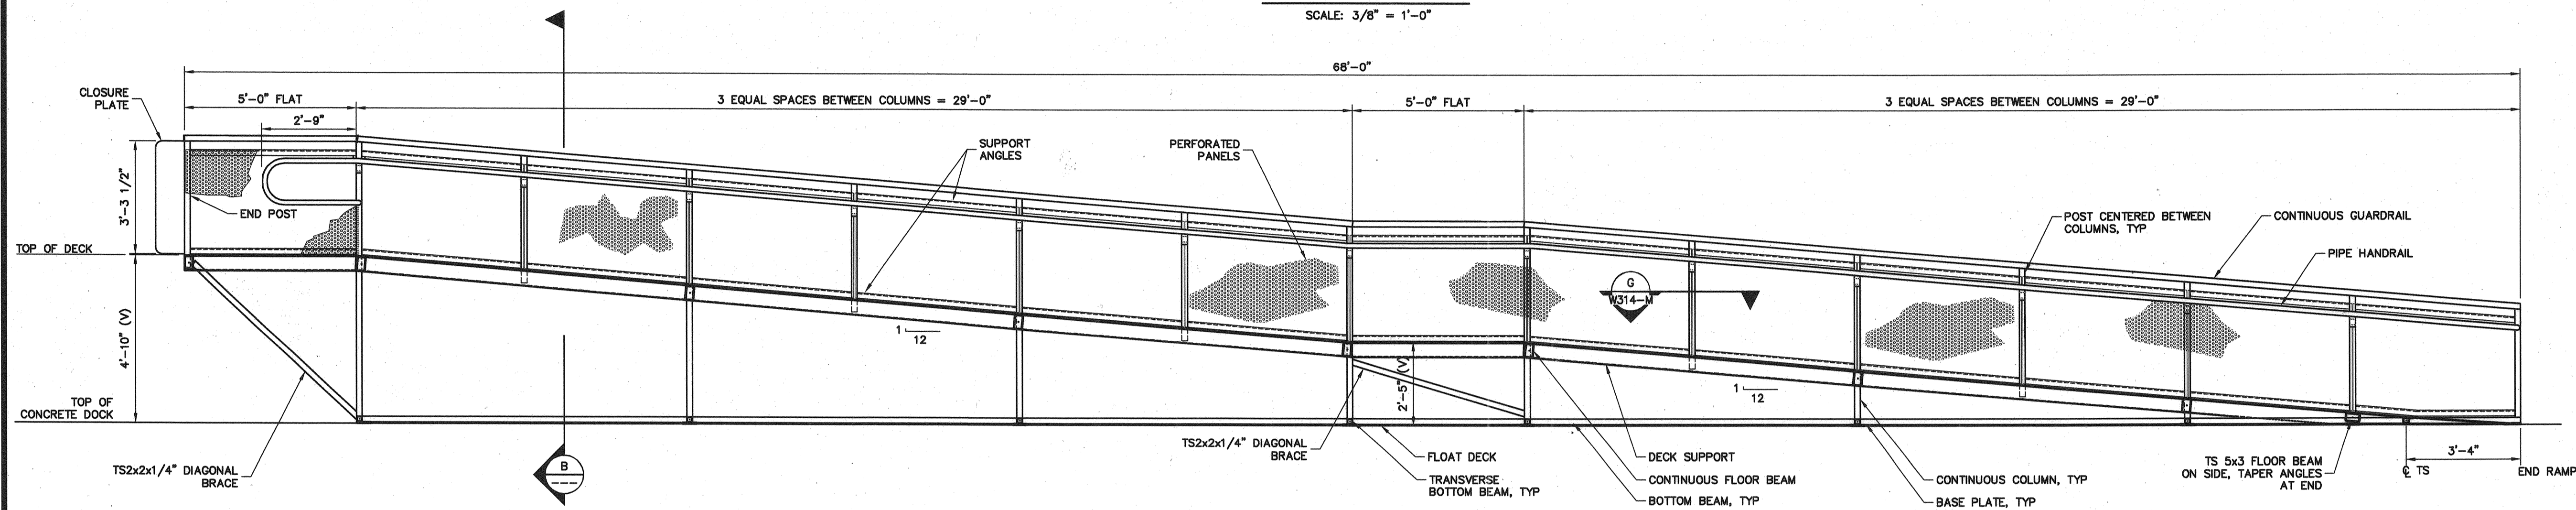 SCALE: 3/8" = 1'-0"
68'-0"
CLOSURE
PLATE
5'-0" FLAT
3 EQUAL SPACES BETWEEN COLUMNS = 29'-0"
5'-0" FLAT
3 EQUAL SPACES BETWEEN COLUMNS = 29'-0"
2'-9"
SUPPORT
ANGLES
PERFORATED
PANELS
3'-3 1/2"
END POST
POST CENTERED BETWEEN
COLUMNS, TYP
CONTINUOUS GUARDRAIL
PIPE HANDRAIL
TOP OF DECK
G
W314-M
4'-10" (V)
1
12
2'-5" (V)
1
12
TOP OF
CONCRETE DOCK
TS2x2x1/4" DIAGONAL
BRACE
B
----
TS2x2x1/4" DIAGONAL
BRACE
FLOAT DECK
TRANSVERSE
BOTTOM BEAM, TYP
DECK SUPPORT
CONTINUOUS FLOOR BEAM
BOTTOM BEAM, TYP
CONTINUOUS COLUMN, TYP
BASE PLATE, TYP
TS 5x3 FLOOR BEAM
ON SIDE, TAPER ANGLES
AT END
3'-4"
℄ TS
END RAMP